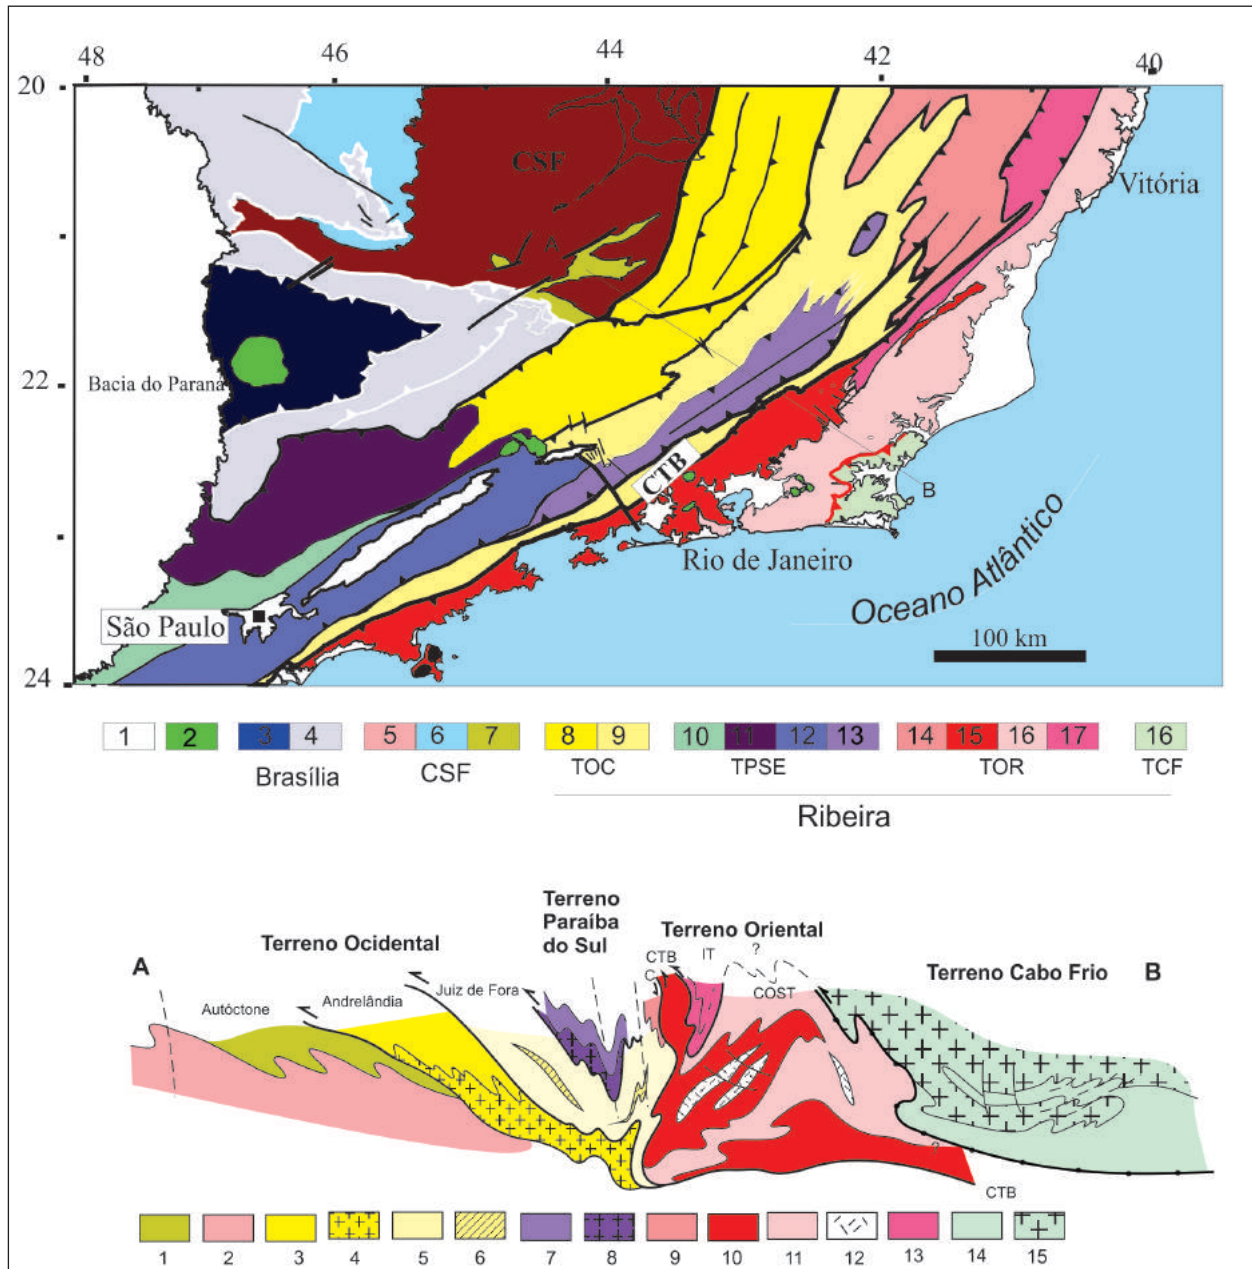 48 46 44 42 40
20
CSF
Vitória
A
22
Bacia do Paraná
CTB
B
Rio de Janeiro
São Paulo
Oceano Atlântico
100 km
24
1 2 3 4 5 6 7 8 9 10 11 12 13 14 15 16 17 16
Brasília CSF TOC TPSE TOR TCF
Ribeira
Terreno
Paraíba
do Sul
Terreno Ocidental
Terreno Oriental
A
CTB IT ?
C
Terreno Cabo Frio B
Autóctone Andrelândia Juiz de Fora COST
?
CTB
1 2 3 4 5 6 7 8 9 10 11 12 13 14 15